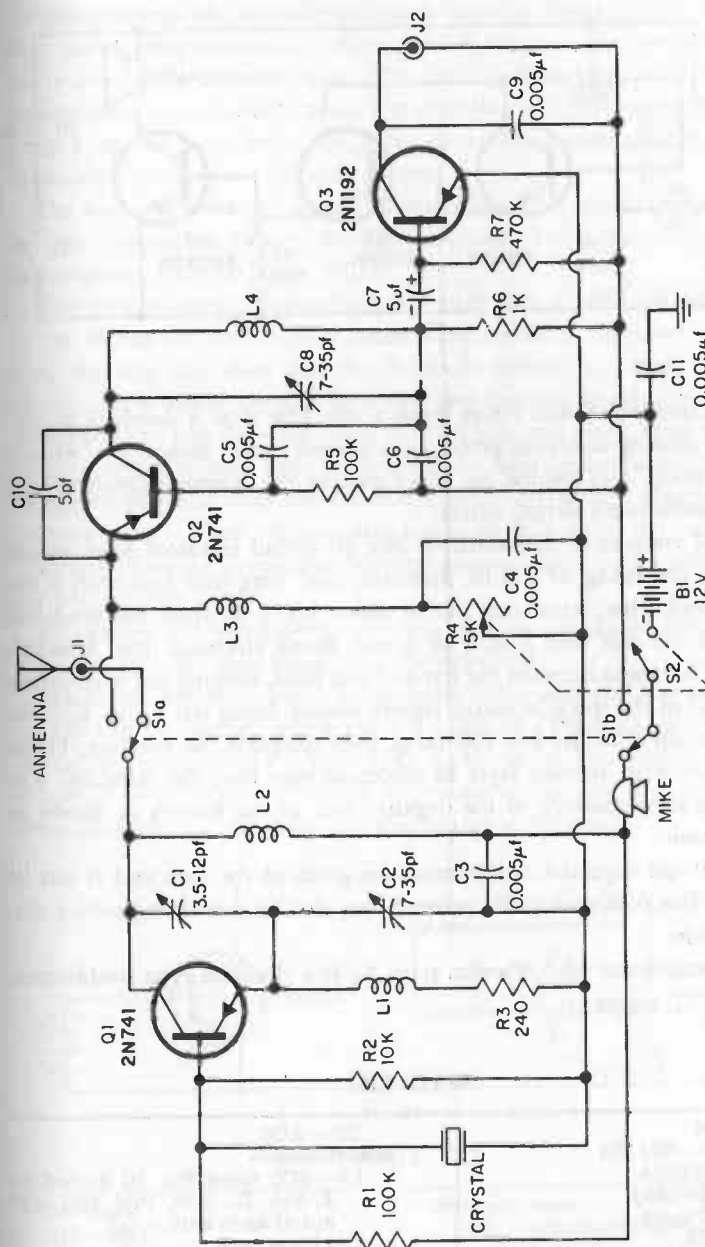 ANTENNA
J1
S1a
C10
5pf
Q2
2N741
L4
C8
7-35pf
C5
0.005µf
R5
100K
C6
0.005µf
C7
5µf
- +
Q3
2N1192
J2
C9
0.005µf
R7
470K
R6
1K
L3
R4
15K
C4
0.005µf
Q1
2N741
C1
3.5-12pf
L2
C2
7-35pf
C3
0.005µf
L1
R3
240
R2
10K
R1
100K
CRYSTAL
MIKE
S1b
S2
B1
12V
- +
C11
0.005µf